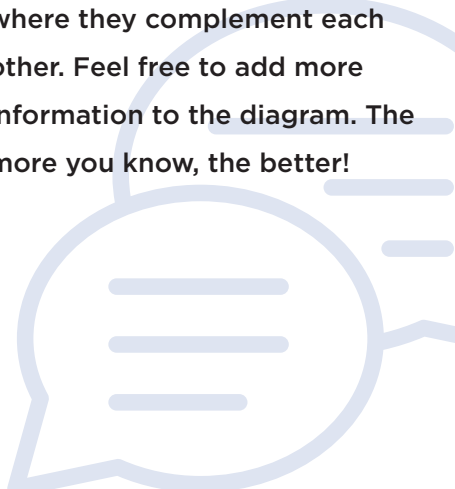 where they complement each
other. Feel free to add more
information to the diagram. The
more you know, the better!